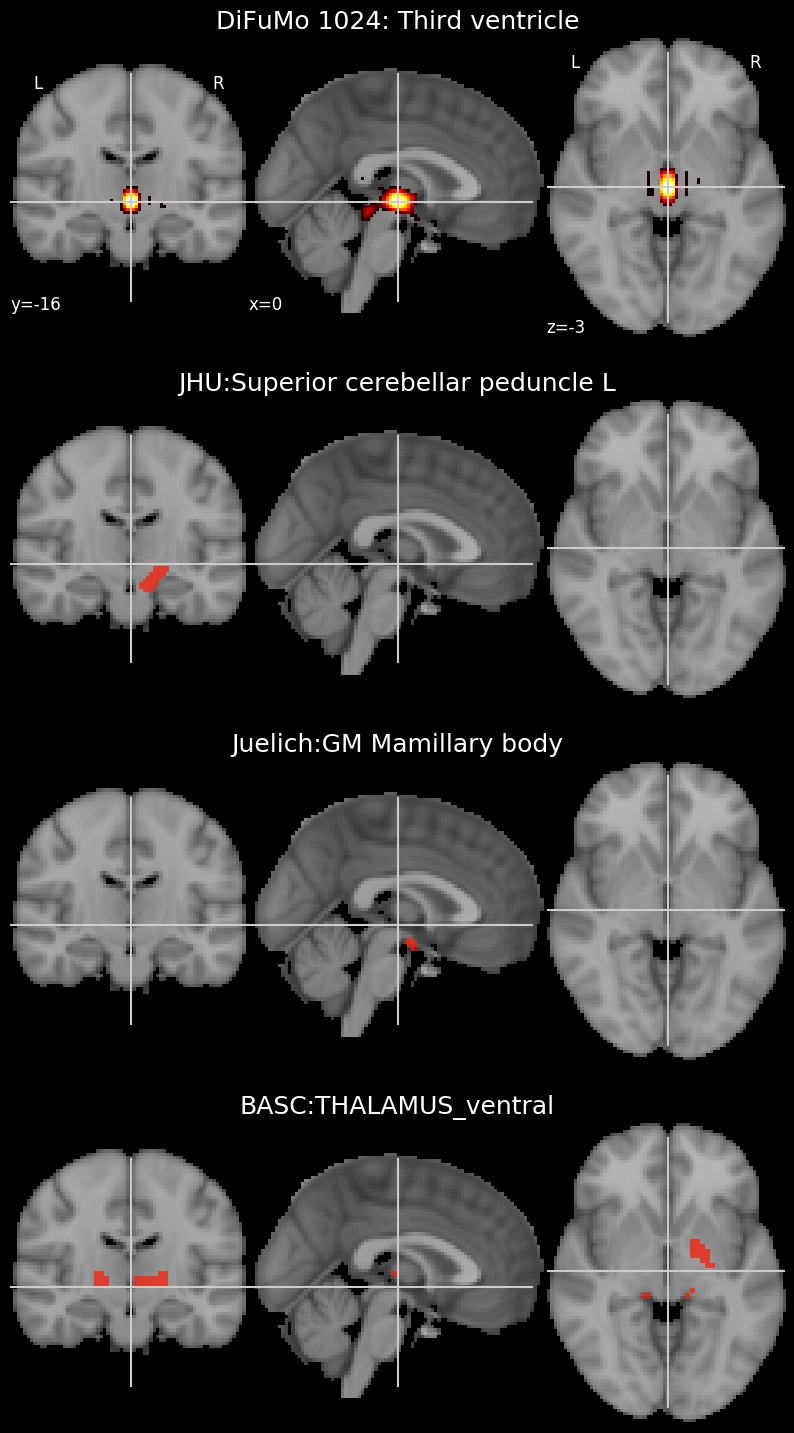 DiFuMo 1024: Third ventricle
L R L R
y=-16 x=0 z=-3
JHU:Superior cerebellar peduncle L
Juelich:GM Mamillary body
BASC:THALAMUS_ventral